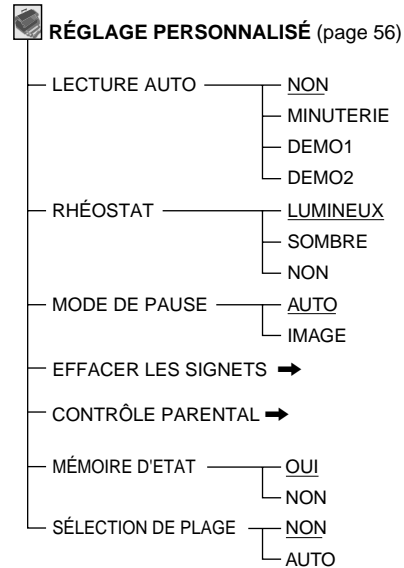 RÉGLAGE PERSONNALISÉ (page 56)
LECTURE AUTO NON
MINUTERIE
DEMO1
DEMO2
RHÉOSTAT LUMINEUX
SOMBRE
NON
MODE DE PAUSE AUTO
IMAGE
EFFACER LES SIGNETS ➞
CONTRÔLE PARENTAL ➞
MÉMOIRE D'ETAT OUI
NON
SÉLECTION DE PLAGE NON
AUTO